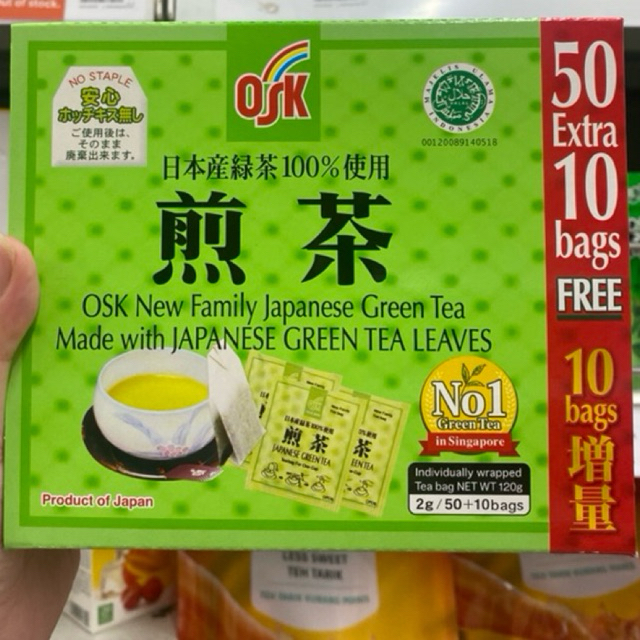 OSK
NO STAPLE
安心
ホッチキス無し
ご使用後は、
そのまま
廃棄出来ます。
MAJELIS ULAMA INDONESIA
00120089140518
日本産緑茶100%使用
煎茶
OSK New Family Japanese Green Tea
Made with JAPANESE GREEN TEA LEAVES
日本産緑茶100%使用
煎茶
JAPANESE GREEN TEA
No1
Green Tea
in Singapore
Individually wrapped
Tea bag NET WT 120g
2g/50+10bags
Product of Japan
50
Extra
10
bags
FREE
10
bags
増量
LESS SWEET
TEH TARIK